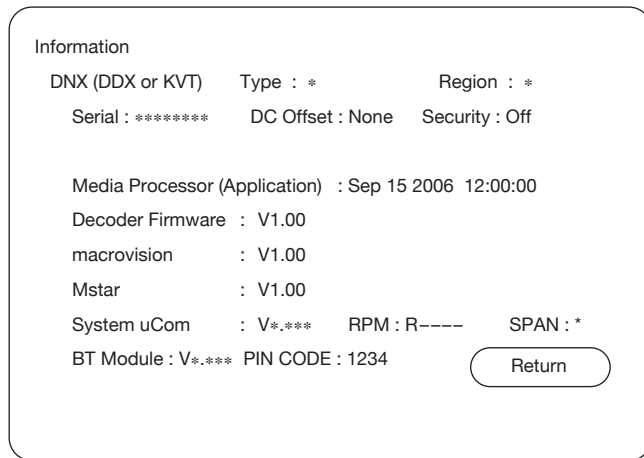 Information
DNX (DDX or KVT) Type : * Region : *
Serial : ******** DC Offset : None Security : Off
Media Processor (Application) : Sep 15 2006 12:00:00
Decoder Firmware : V1.00
macrovision : V1.00
Mstar : V1.00
System uCom : V*.*** RPM : R---- SPAN : *
BT Module : V*.*** PIN CODE : 1234
Return